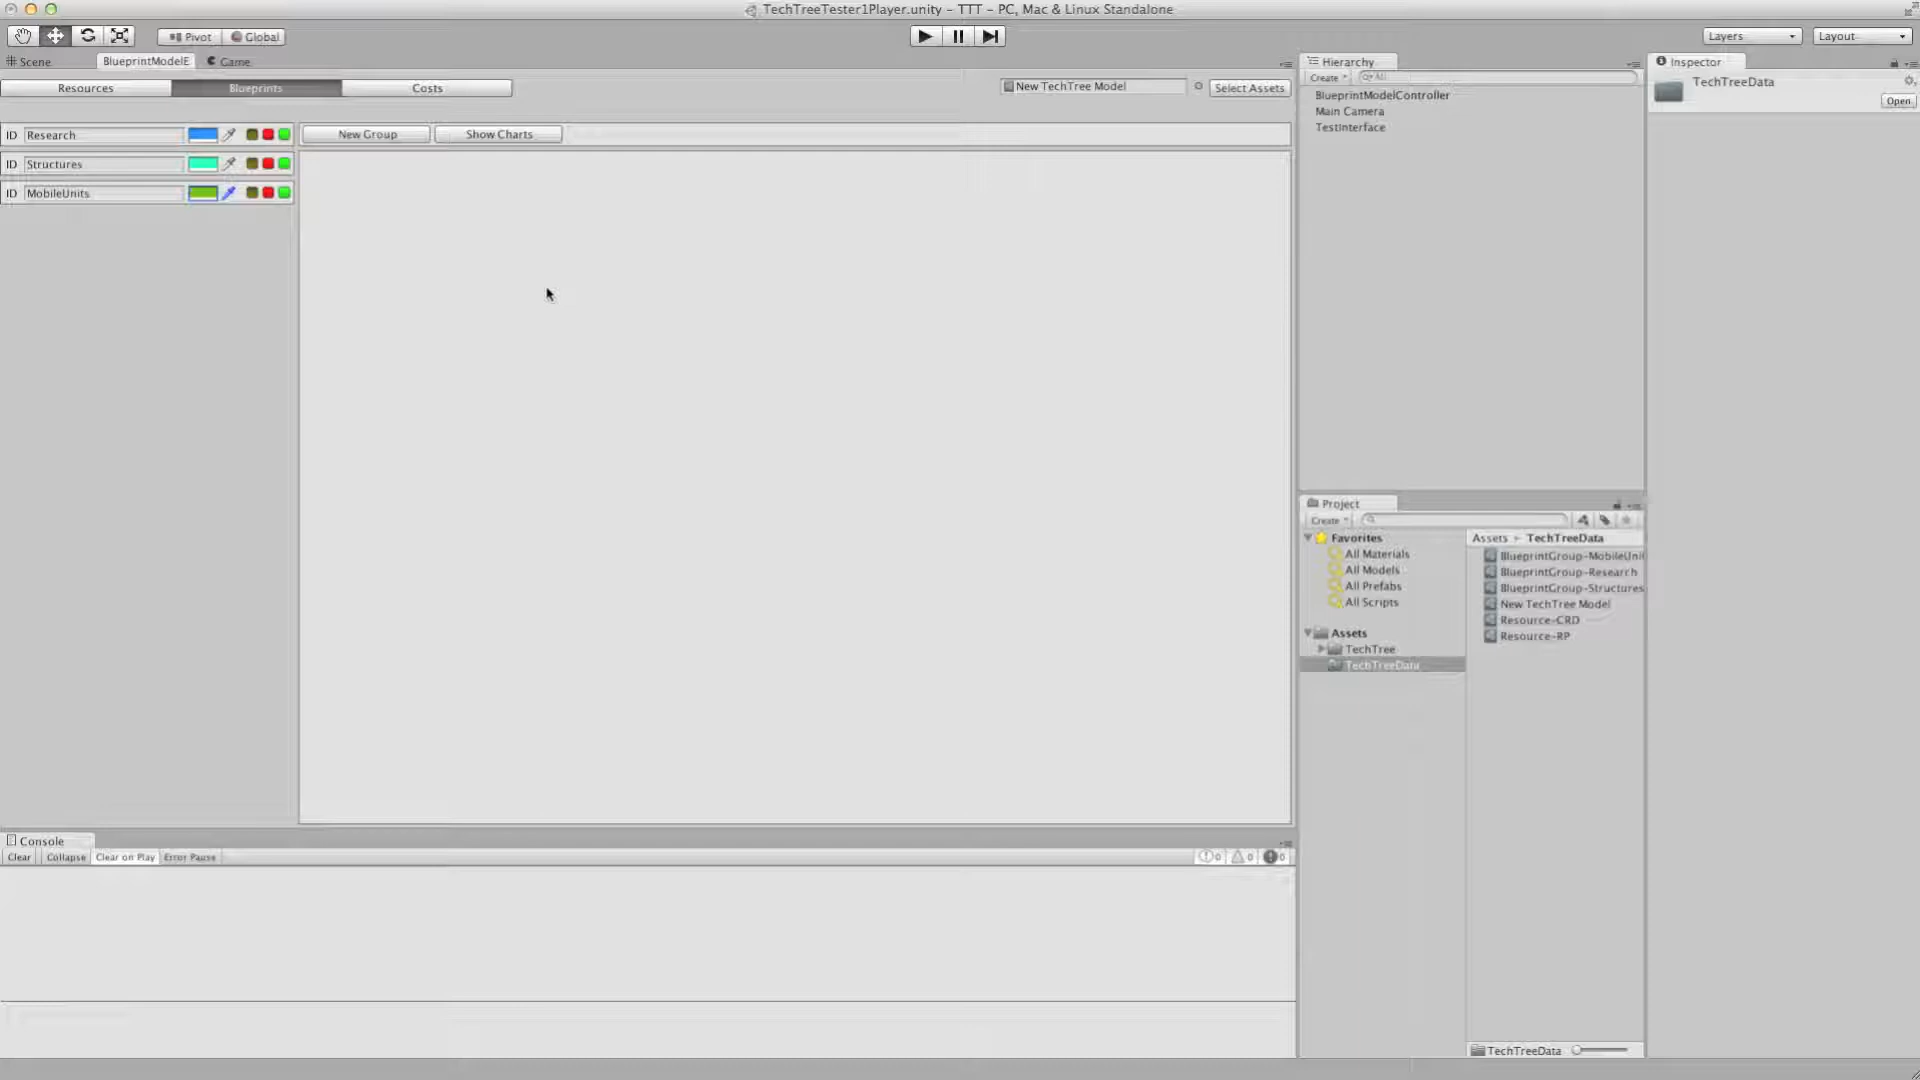 TechTreeTester1Player.unity - TTT - PC, Mac & Linux Standalone
Pivot
Global
Layers
Layout
Scene
BlueprintModelE
Game
Resources
Blueprints
Costs
New TechTree Model
Select Assets
ID Research
ID Structures
ID MobileUnits
New Group
Show Charts
Hierarchy
Create
All
BlueprintModelController
Main Camera
TestInterface
Inspector
TechTreeData
Open
Project
Create
Favorites
All Materials
All Models
All Prefabs
All Scripts
Assets
TechTree
TechTreeData
Assets TechTreeData
BlueprintGroup-MobileUni
BlueprintGroup-Research
BlueprintGroup-Structures
New TechTree Model
Resource-CRD
Resource-RP
TechTreeData
Console
Clear
Collapse
Clear on Play
Error Pause
0
0
0